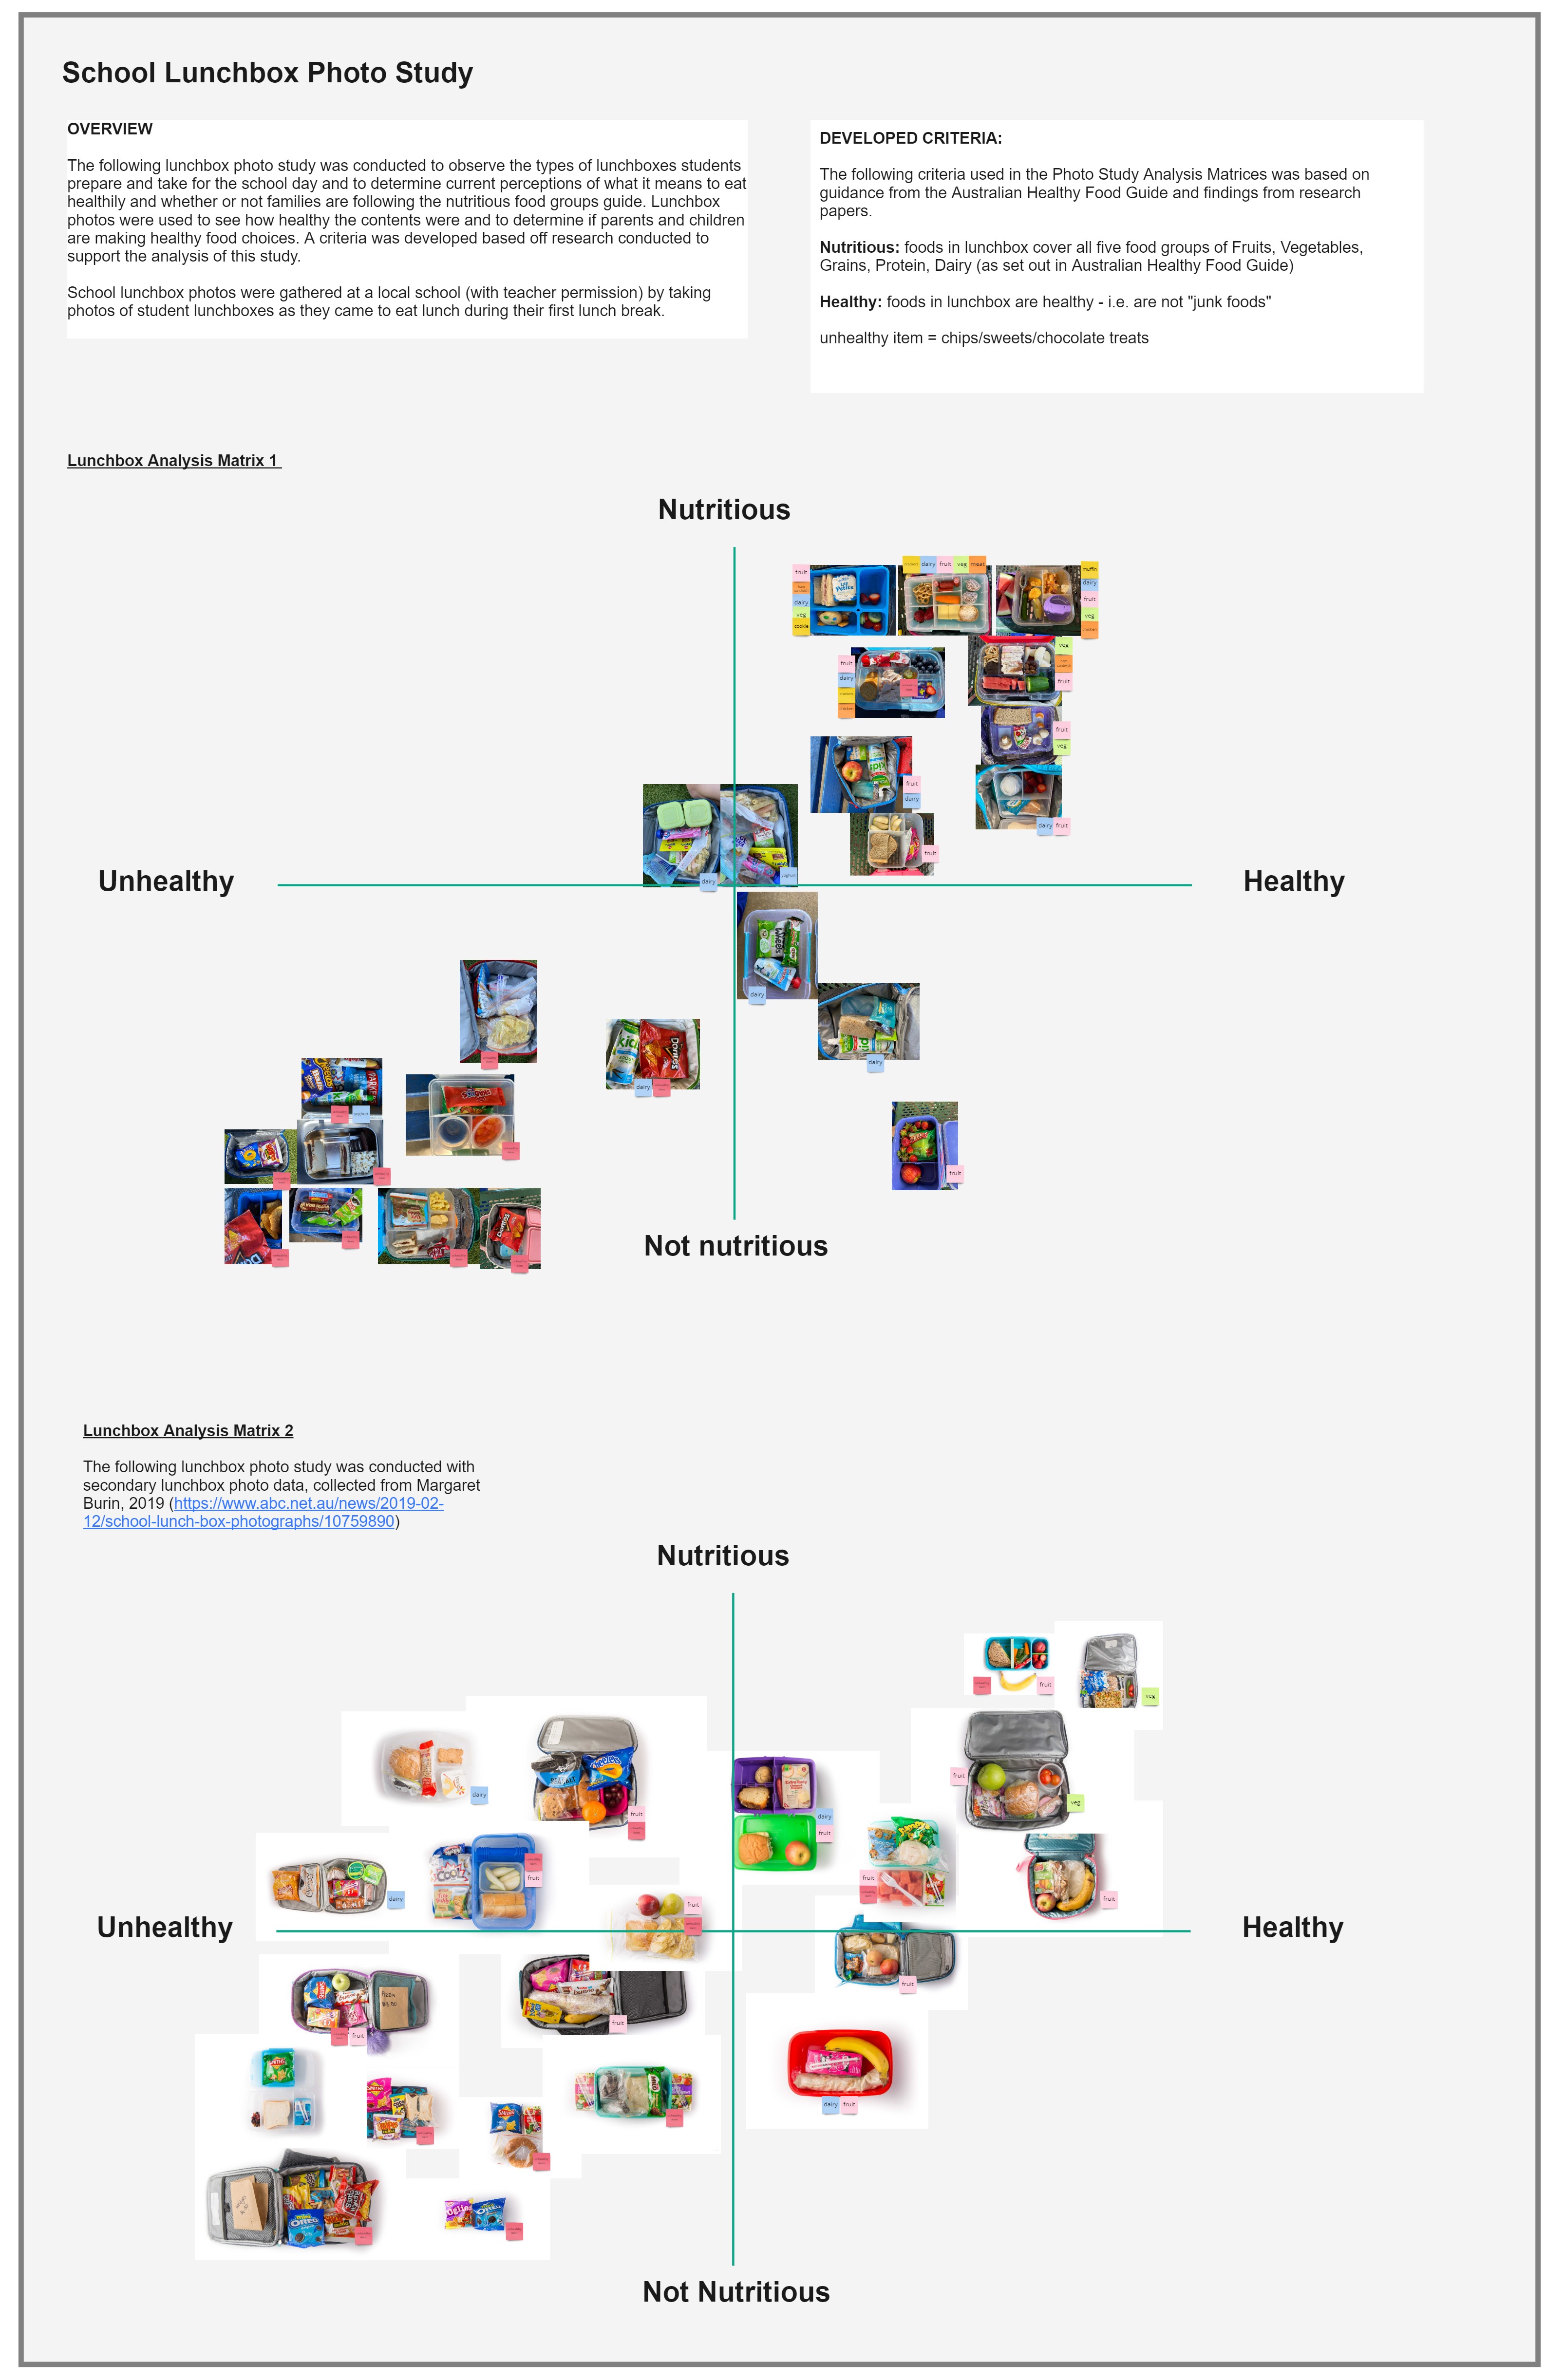 School Lunchbox Photo Study
OVERVIEW
The following lunchbox photo study was conducted to observe the types of lunchboxes students
prepare and take for the school day and to determine current perceptions of what it means to eat
healthily and whether or not families are following the nutritious food groups guide. Lunchbox
photos were used to see how healthy the contents were and to determine if parents and children
are making healthy food choices. A criteria was developed based off research conducted to
support the analysis of this study.
School lunchbox photos were gathered at a local school (with teacher permission) by taking
photos of student lunchboxes as they came to eat lunch during their first lunch break.
DEVELOPED CRITERIA:
The following criteria used in the Photo Study Analysis Matrices was based on
guidance from the Australian Healthy Food Guide and findings from research
papers.
Nutritious: foods in lunchbox cover all five food groups of Fruits, Vegetables,
Grains, Protein, Dairy (as set out in Australian Healthy Food Guide)
Healthy: foods in lunchbox are healthy - i.e. are not "junk foods"
unhealthy item = chips/sweets/chocolate treats
Lunchbox Analysis Matrix 1
Nutritious
fruit
dairy
veg
cookie
dairy
fruit
veg
meat
muffin
dairy
fruit
veg
fruit
dairy
veg
fruit
fruit
veg
fruit
dairy
dairy
fruit
fruit
dairy
Unhealthy
Healthy
dairy
dairy
Doritos
dairy
fruit
Not nutritious
Lunchbox Analysis Matrix 2
The following lunchbox photo study was conducted with
secondary lunchbox photo data, collected from Margaret
Burin, 2019 (https://www.abc.net.au/news/2019-02-
12/school-lunch-box-photographs/10759890)
Nutritious
fruit
veg
dairy
fruit
fruit
veg
dairy
fruit
dairy
fruit
fruit
fruit
fruit
Unhealthy
Healthy
fruit
fruit
fruit
dairy
fruit
OREO
OREO
Not Nutritious